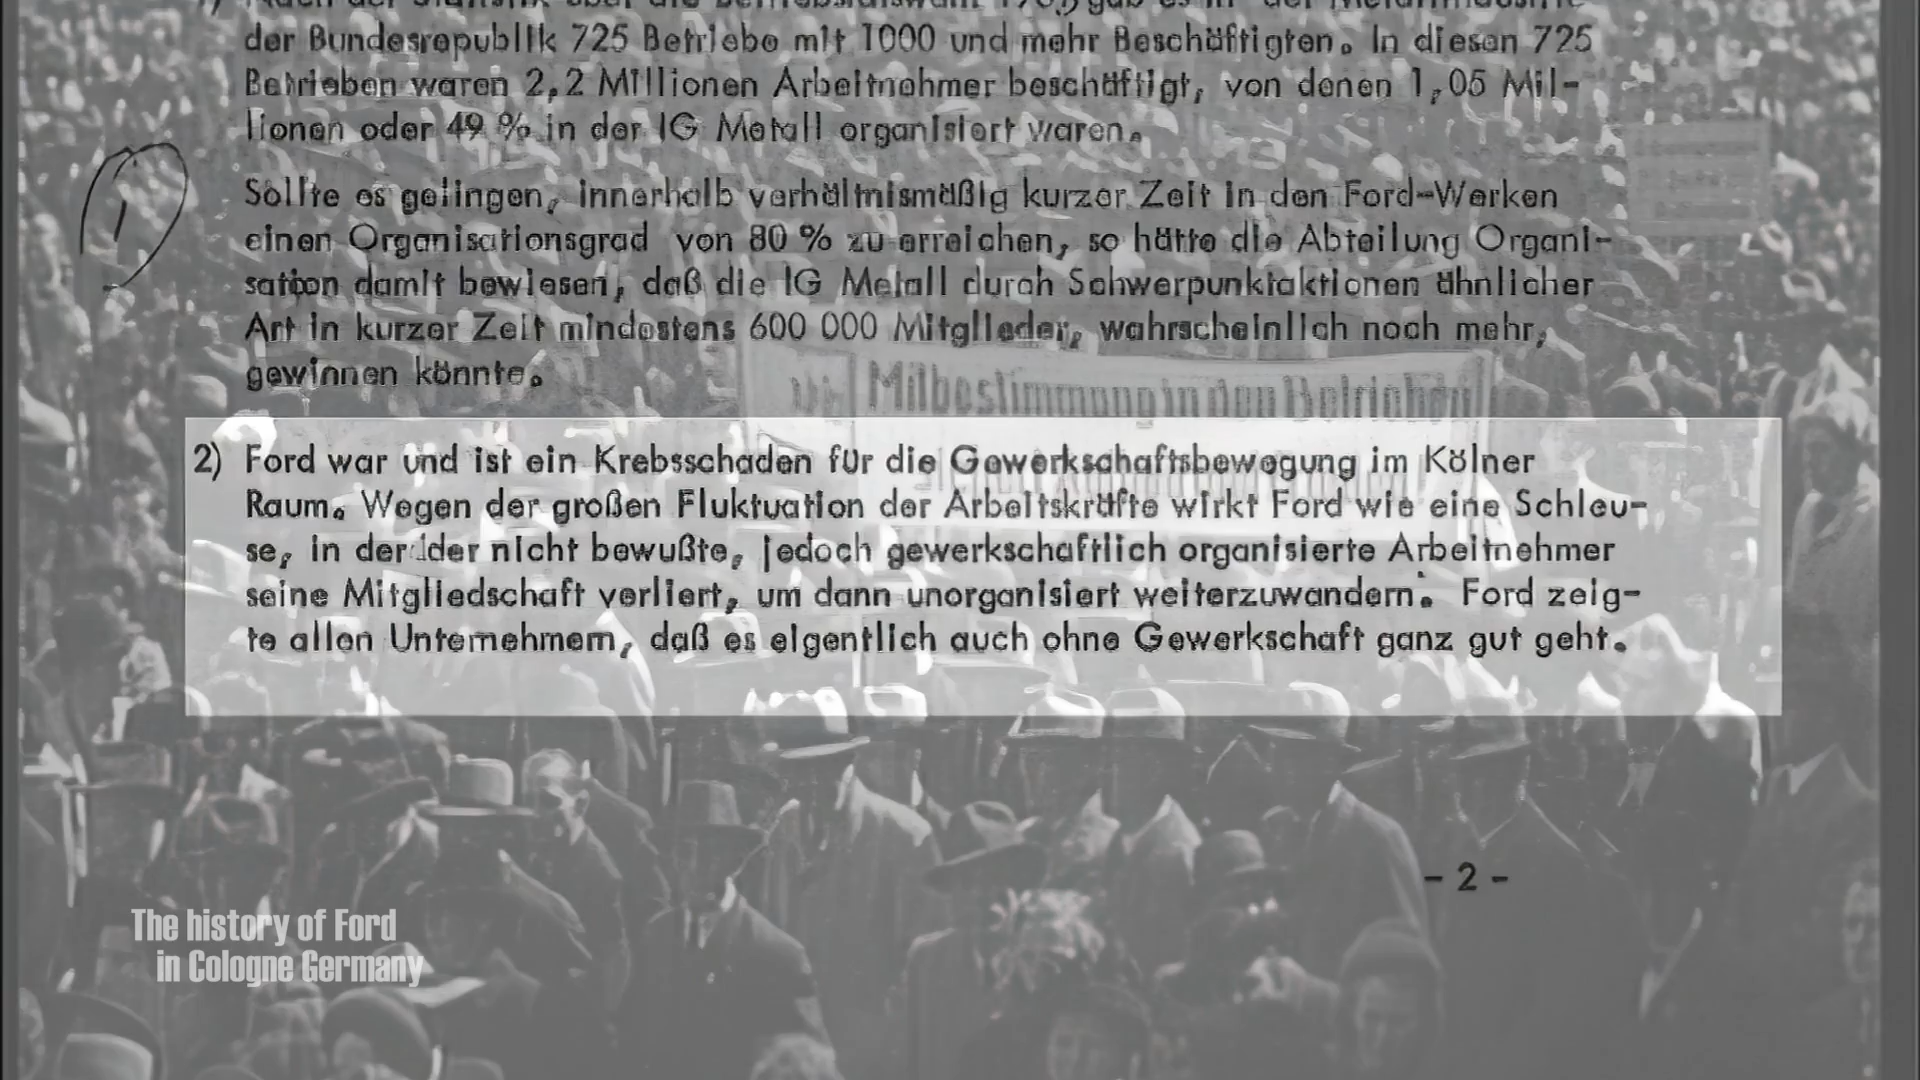 der Bundesrepublik 725 Betriebe mit 1000 und mehr Beschäftigten. In diesen 725
Betrieben waren 2,2 Millionen Arbeitnehmer beschäftigt, von denen 1,05 Mil-
lionen oder 49 % in der IG Metall organisiert waren.
1
Sollte es gelingen, innerhalb verhältnismäßig kurzer Zeit in den Ford-Werken
einen Organisationsgrad von 80 % zu erreichen, so hätte die Abteilung Organi-
sation damit bewiesen, daß die IG Metall durch Schwerpunktaktionen ähnlicher
Art in kurzer Zeit mindestens 600 000 Mitglieder, wahrscheinlich noch mehr,
gewinnen könnte.
Mitbestimmung in den Betrieben
2) Ford war und ist ein Krebsschaden für die Gewerkschaftsbewegung im Kölner
Raum. Wegen der großen Fluktuation der Arbeitskräfte wirkt Ford wie eine Schleu-
se, in der der nicht bewußte, jedoch gewerkschaftlich organisierte Arbeitnehmer
seine Mitgliedschaft verliert, um dann unorganisiert weiterzuwandern. Ford zeig-
te allen Unternehmern, daß es eigentlich auch ohne Gewerkschaft ganz gut geht.
- 2 -
The history of Ford
in Cologne Germany